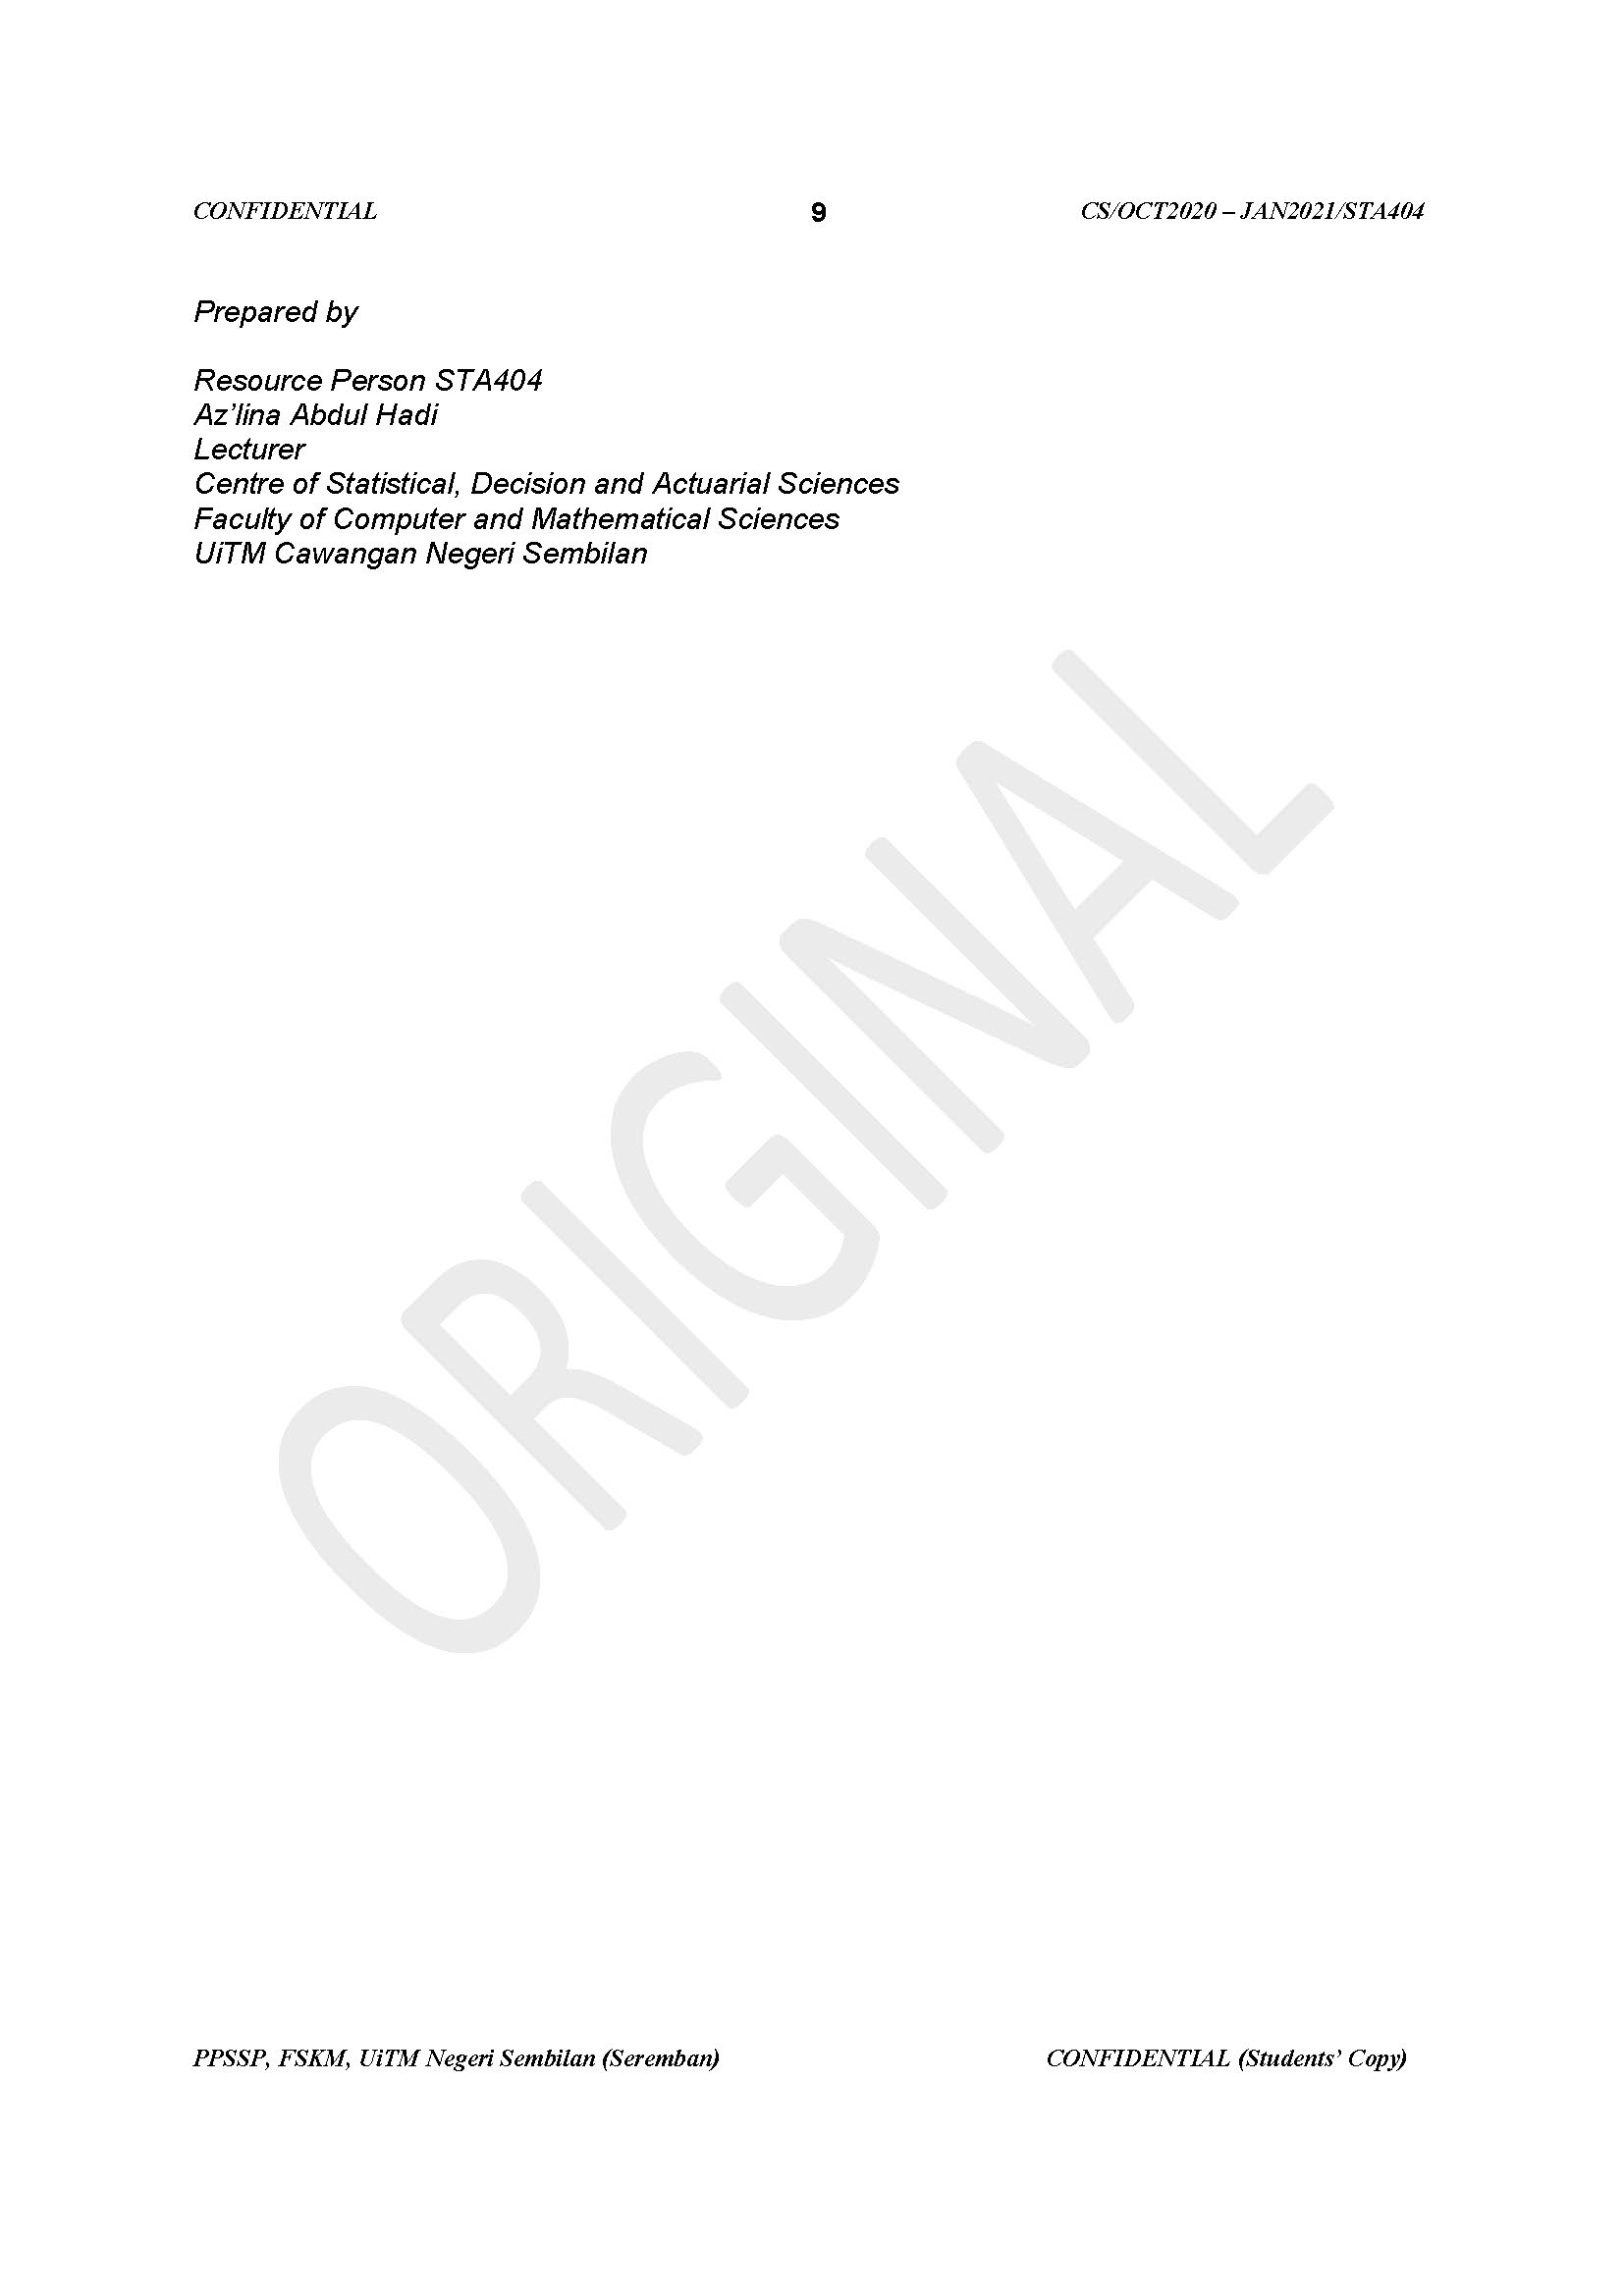 CONFIDENTIAL 9 CS/OCT2020 – JAN2021/STA404
Prepared by
Resource Person STA404
Az’lina Abdul Hadi
Lecturer
Centre of Statistical, Decision and Actuarial Sciences
Faculty of Computer and Mathematical Sciences
UiTM Cawangan Negeri Sembilan
ORIGINAL
PPSSP, FSKM, UiTM Negeri Sembilan (Seremban) CONFIDENTIAL (Students’ Copy)